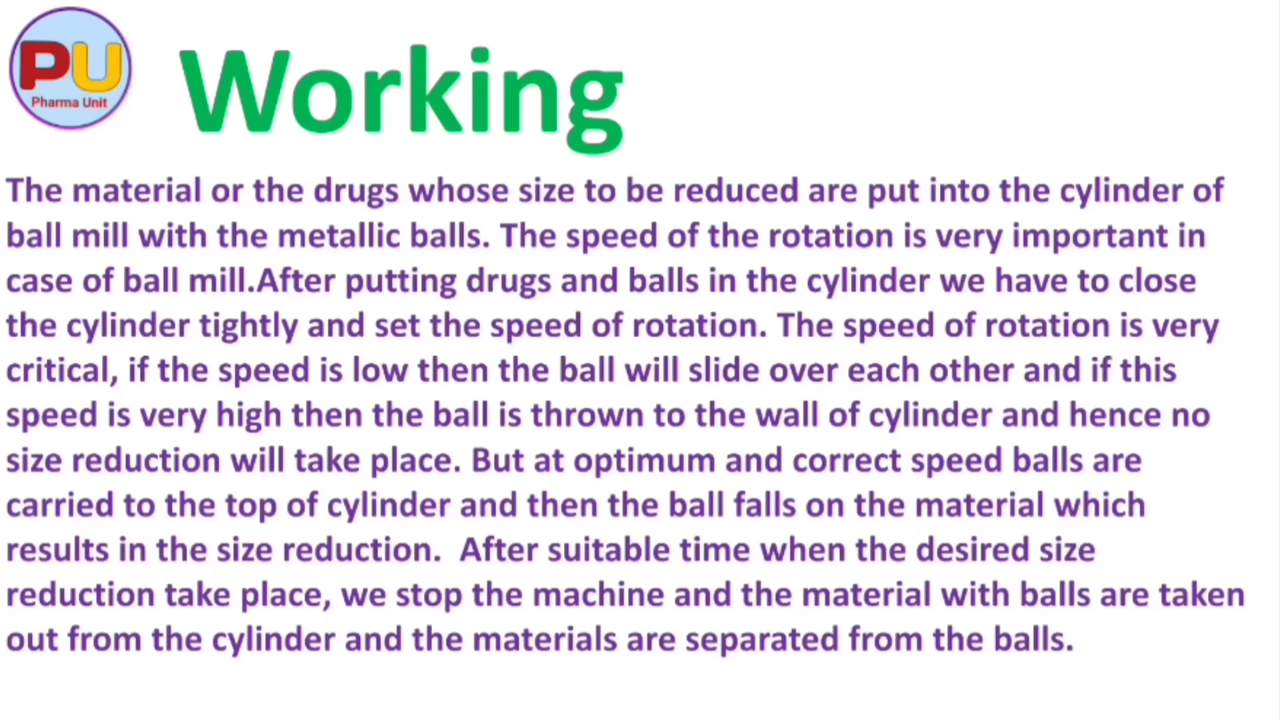 PU
Pharma Unit
Working
The material or the drugs whose size to be reduced are put into the cylinder of
ball mill with the metallic balls. The speed of the rotation is very important in
case of ball mill.After putting drugs and balls in the cylinder we have to close
the cylinder tightly and set the speed of rotation. The speed of rotation is very
critical, if the speed is low then the ball will slide over each other and if this
speed is very high then the ball is thrown to the wall of cylinder and hence no
size reduction will take place. But at optimum and correct speed balls are
carried to the top of cylinder and then the ball falls on the material which
results in the size reduction.  After suitable time when the desired size
reduction take place, we stop the machine and the material with balls are taken
out from the cylinder and the materials are separated from the balls.